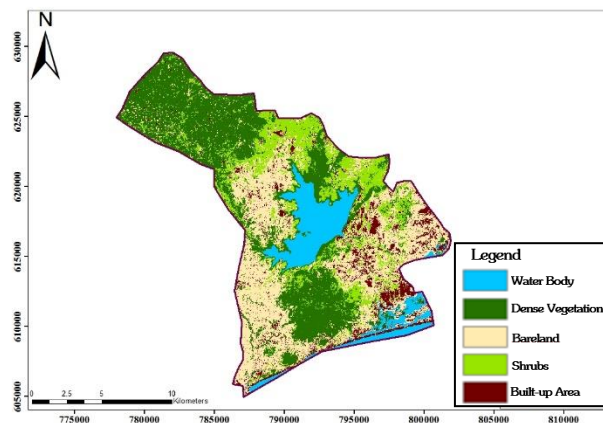 N
630000
625000
620000
615000
610000
605000
Legend
Water Body
Dense Vegetation
Bareland
Shrubs
Built-up Area
0 2.5 5 10
Kilometers
775000 780000 785000 790000 795000 800000 805000 810000